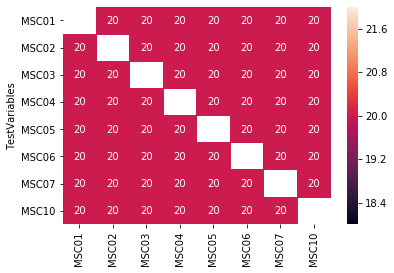 MSC01 20 20 20 20 20 20 20
MSC02 20 20 20 20 20 20 20
MSC03 20 20 20 20 20 20 20
MSC04 20 20 20 20 20 20 20
MSC05 20 20 20 20 20 20 20
MSC06 20 20 20 20 20 20 20
MSC07 20 20 20 20 20 20 20
MSC10 20 20 20 20 20 20 20
TestVariables
MSC01 MSC02 MSC03 MSC04 MSC05 MSC06 MSC07 MSC10
21.6
20.8
20.0
19.2
18.4